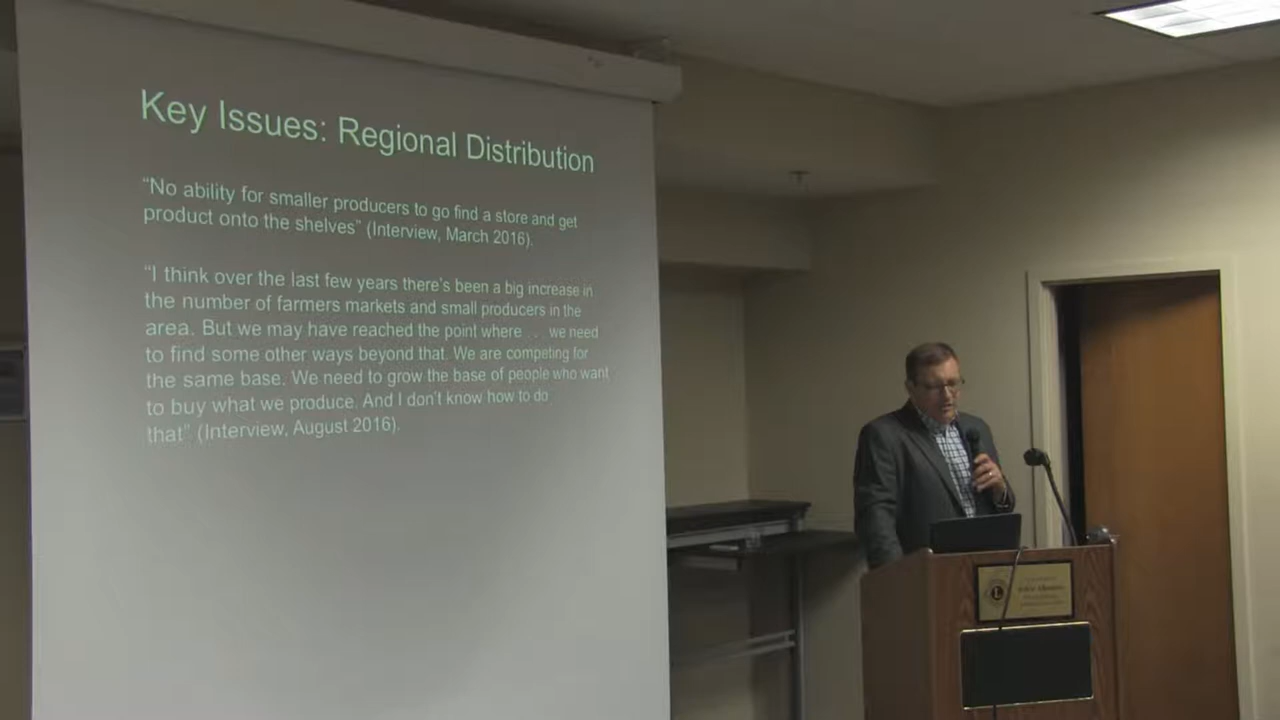 Key Issues: Regional Distribution
“No ability for smaller producers to go find a store and get
product onto the shelves” (Interview, March 2016).
“I think over the last few years there’s been a big increase in
the number of farmers markets and small producers in the
area. But we may have reached the point where . . . we need
to find some other ways beyond that. We are competing for
the same base. We need to grow the base of people who want
to buy what we produce. And I don’t know how to do
that” (Interview, August 2016).
L